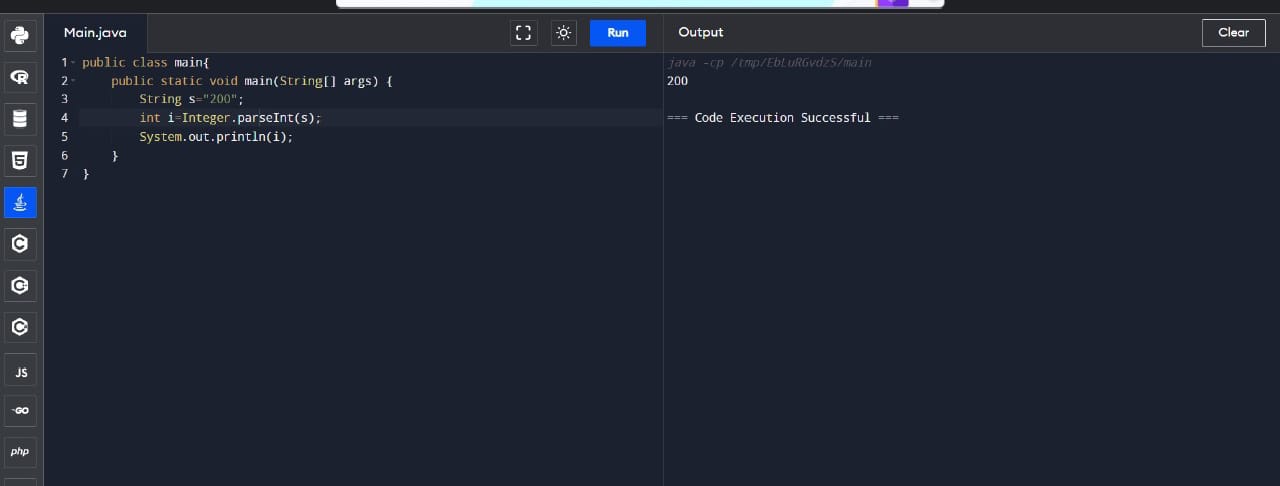 Main.java
Run
Output
Clear
1 public class main{
2     public static void main(String[] args) {
3         String s="200";
4         int i=Integer.parseInt(s);
5         System.out.println(i);
6     }
7 }
java -cp /tmp/EbLuRGvdzS/main
200
=== Code Execution Successful ===
R
5
C
C
C
JS
GO
php